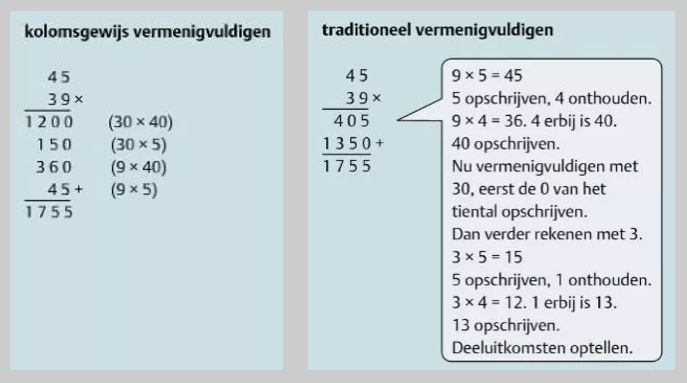 kolomsgewijs vermenigvuldigen
45
39×
1200 (30 × 40)
150 (30 × 5)
360 (9 × 40)
45+ (9 × 5)
1755
traditioneel vermenigvuldigen
45
39×
405
1350+
1755
9 × 5 = 45
5 opschrijven, 4 onthouden.
9 × 4 = 36. 4 erbij is 40.
40 opschrijven.
Nu vermenigvuldigen met
30, eerst de 0 van het
tiental opschrijven.
Dan verder rekenen met 3.
3 × 5 = 15
5 opschrijven, 1 onthouden.
3 × 4 = 12. 1 erbij is 13.
13 opschrijven.
Deeluitkomsten optellen.